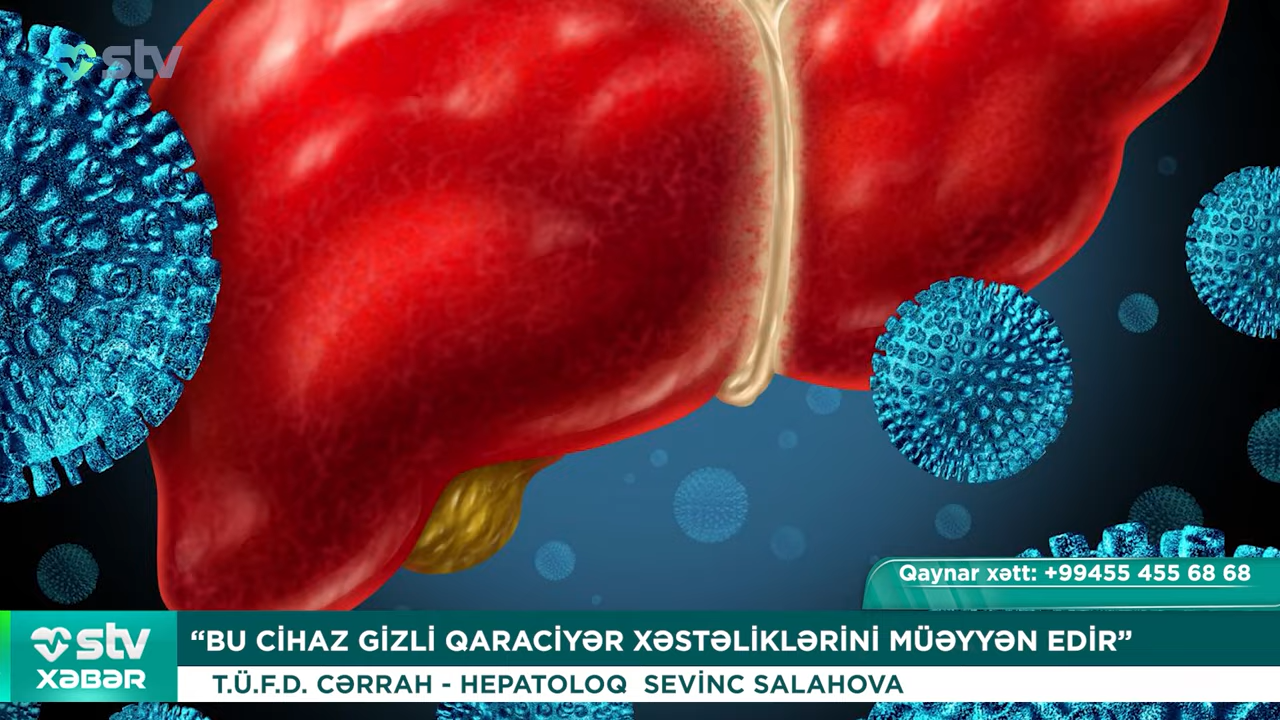 stv
Qaynar xətt: +99455 455 68 68
stv
XƏBƏR
“BU CİHAZ GİZLİ QARACİYƏR XƏSTƏLİKLƏRİNİ MÜƏYYƏN EDİR”
T.Ü.F.D. CƏRRAH - HEPATOLOQ SEVİNC SALAHOVA